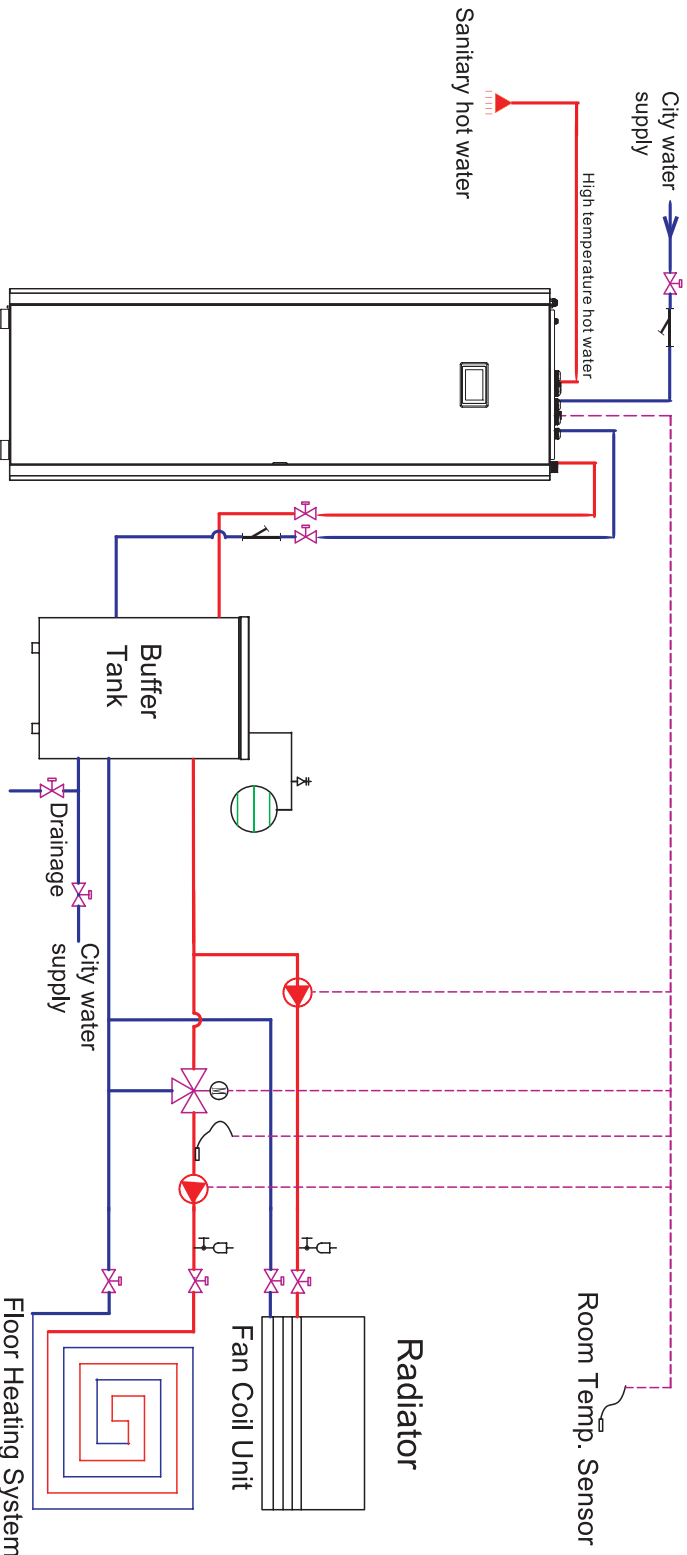 City water
supply
High temperature hot water
Sanitary hot water
Buffer
Tank
Drainage
City water
supply
Room Temp. Sensor
Radiator
Fan Coil Unit
Floor Heating System
M